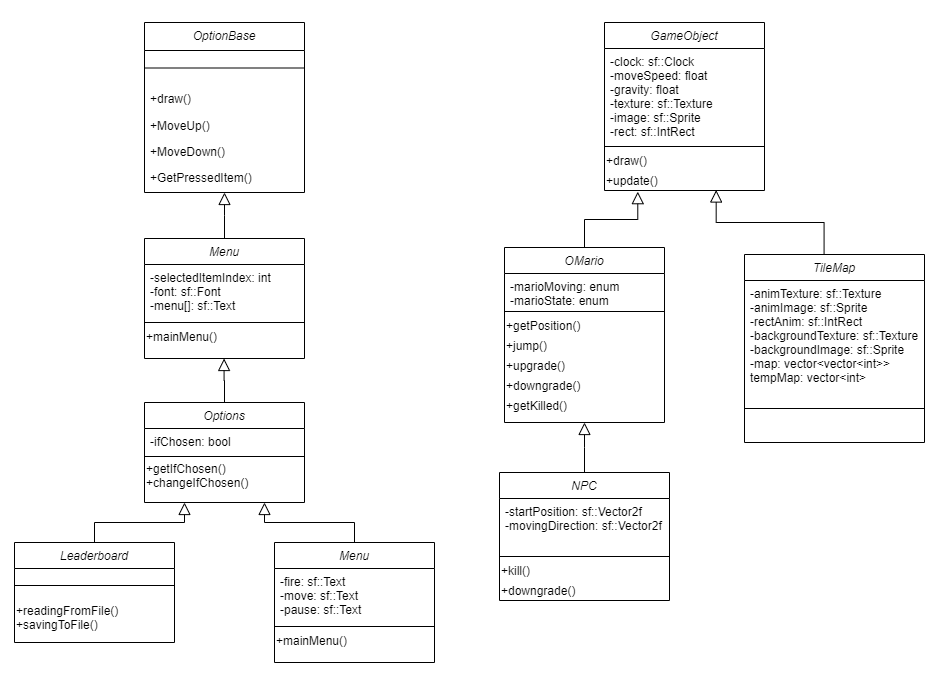 OptionBase
+draw()
+MoveUp()
+MoveDown()
+GetPressedItem()
Menu
-selectedItemIndex: int
-font: sf::Font
-menu[]: sf::Text
+mainMenu()
Options
-ifChosen: bool
+getIfChosen()
+changeIfChosen()
Leaderboard
+readingFromFile()
+savingToFile()
Menu
-fire: sf::Text
-move: sf::Text
-pause: sf::Text
+mainMenu()
GameObject
-clock: sf::Clock
-moveSpeed: float
-gravity: float
-texture: sf::Texture
-image: sf::Sprite
-rect: sf::IntRect
+draw()
+update()
OMario
-marioMoving: enum
-marioState: enum
+getPosition()
+jump()
+upgrade()
+downgrade()
+getKilled()
NPC
-startPosition: sf::Vector2f
-movingDirection: sf::Vector2f
+kill()
+downgrade()
TileMap
-animTexture: sf::Texture
-animImage: sf::Sprite
-rectAnim: sf::IntRect
-backgroundTexture: sf::Texture
-backgroundImage: sf::Sprite
-map: vector<vector<int>>
tempMap: vector<int>